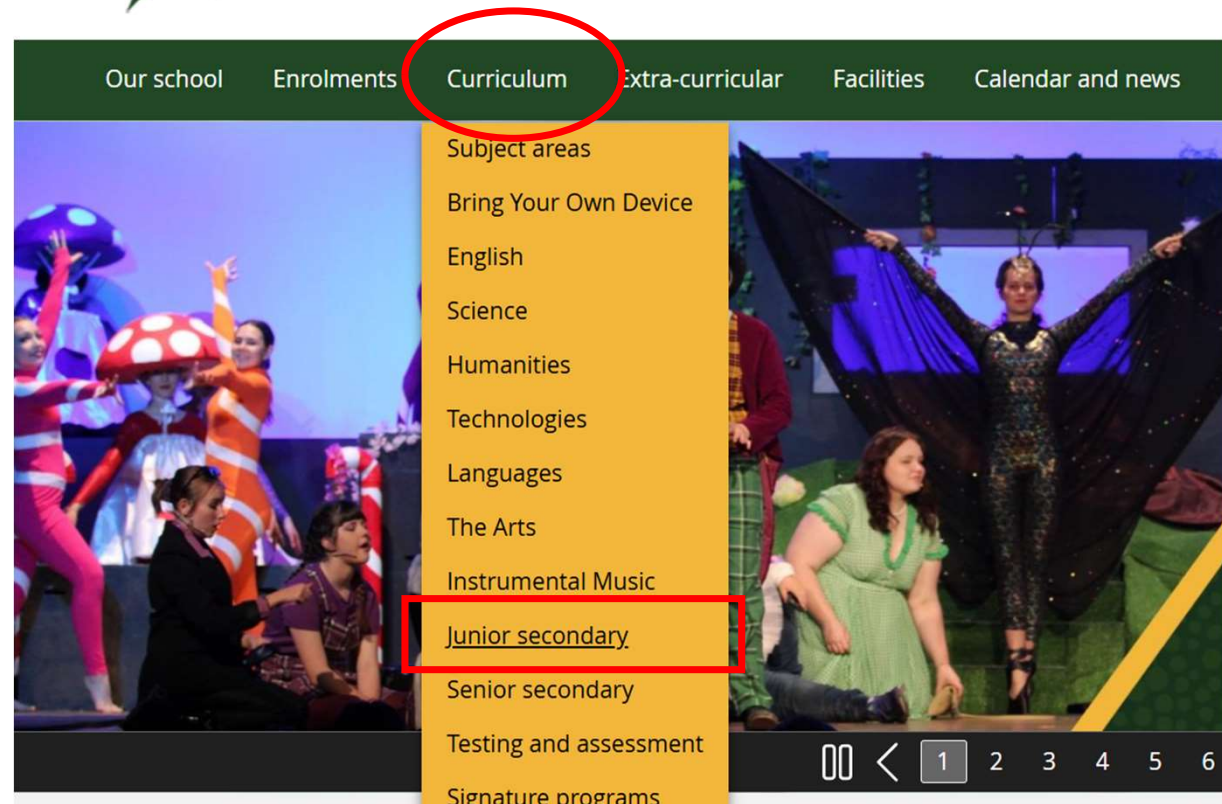 Our school Enrolments Curriculum Extra-curricular Facilities Calendar and news
Subject areas
Bring Your Own Device
English
Science
Humanities
Technologies
Languages
The Arts
Instrumental Music
Junior secondary
Senior secondary
Testing and assessment
Signature programs
1 2 3 4 5 6